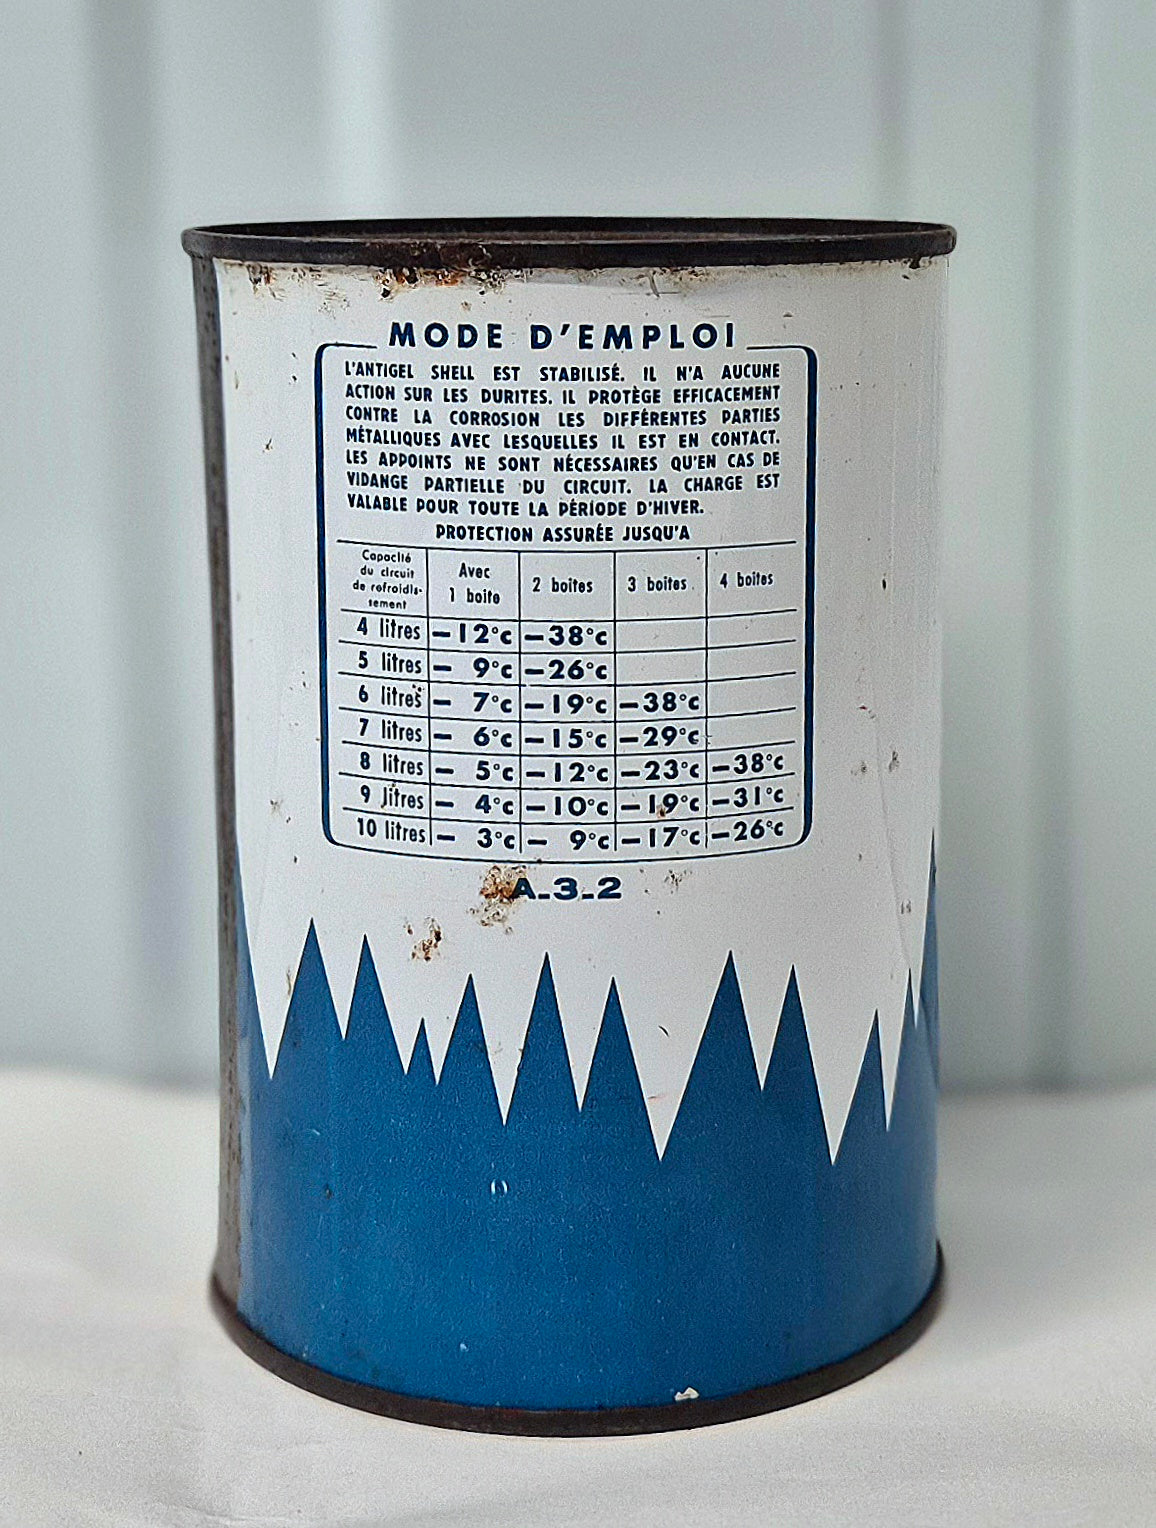 MODE D'EMPLOI
L'ANTIGEL SHELL EST STABILISÉ. IL N'A AUCUNE
ACTION SUR LES DURITES. IL PROTÈGE EFFICACEMENT
CONTRE LA CORROSION LES DIFFÉRENTES PARTIES
MÉTALLIQUES AVEC LESQUELLES IL EST EN CONTACT.
LES APPOINTS NE SONT NÉCESSAIRES QU'EN CAS DE
VIDANGE PARTIELLE DU CIRCUIT. LA CHARGE EST
VALABLE POUR TOUTE LA PÉRIODE D'HIVER.
PROTECTION ASSURÉE JUSQU'A
Capacité
du circuit
de refroidis-
sement
Avec
1 boite
2 boites
3 boites
4 boites
4 litres -12°c -38°c
5 litres - 9°c -26°c
6 litres - 7°c -19°c -38°c
7 litres - 6°c -15°c -29°c
8 litres - 5°c -12°c -23°c -38°c
9 litres - 4°c -10°c -19°c -31°c
10 litres - 3°c - 9°c -17°c -26°c
A-3-2